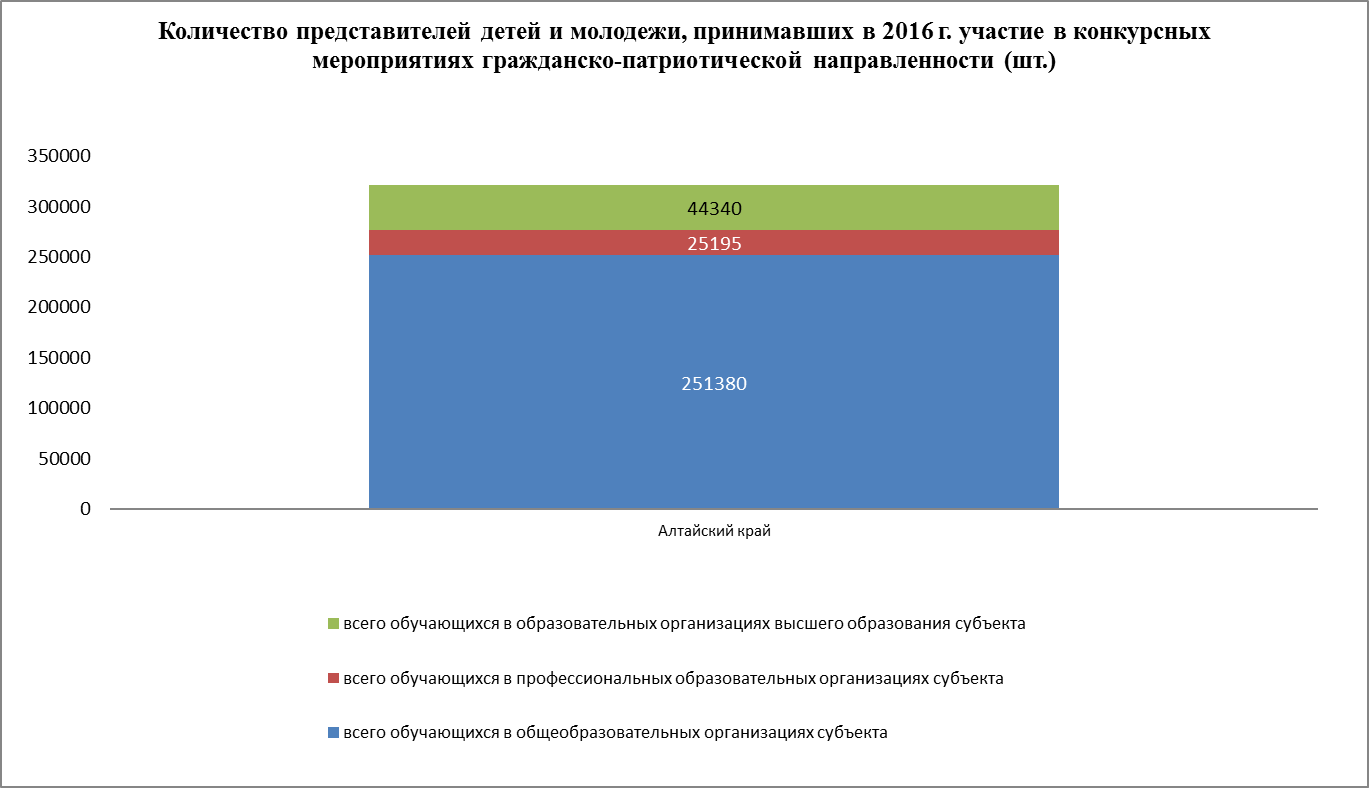 Количество представителей детей и молодежи, принимавших в 2016 г. участие в конкурсных
мероприятиях гражданско-патриотической направленности (шт.)
350000
300000
250000
200000
150000
100000
50000
0
44340
25195
251380
Алтайский край
всего обучающихся в образовательных организациях высшего образования субъекта
всего обучающихся в профессиональных образовательных организациях субъекта
всего обучающихся в общеобразовательных организациях субъекта